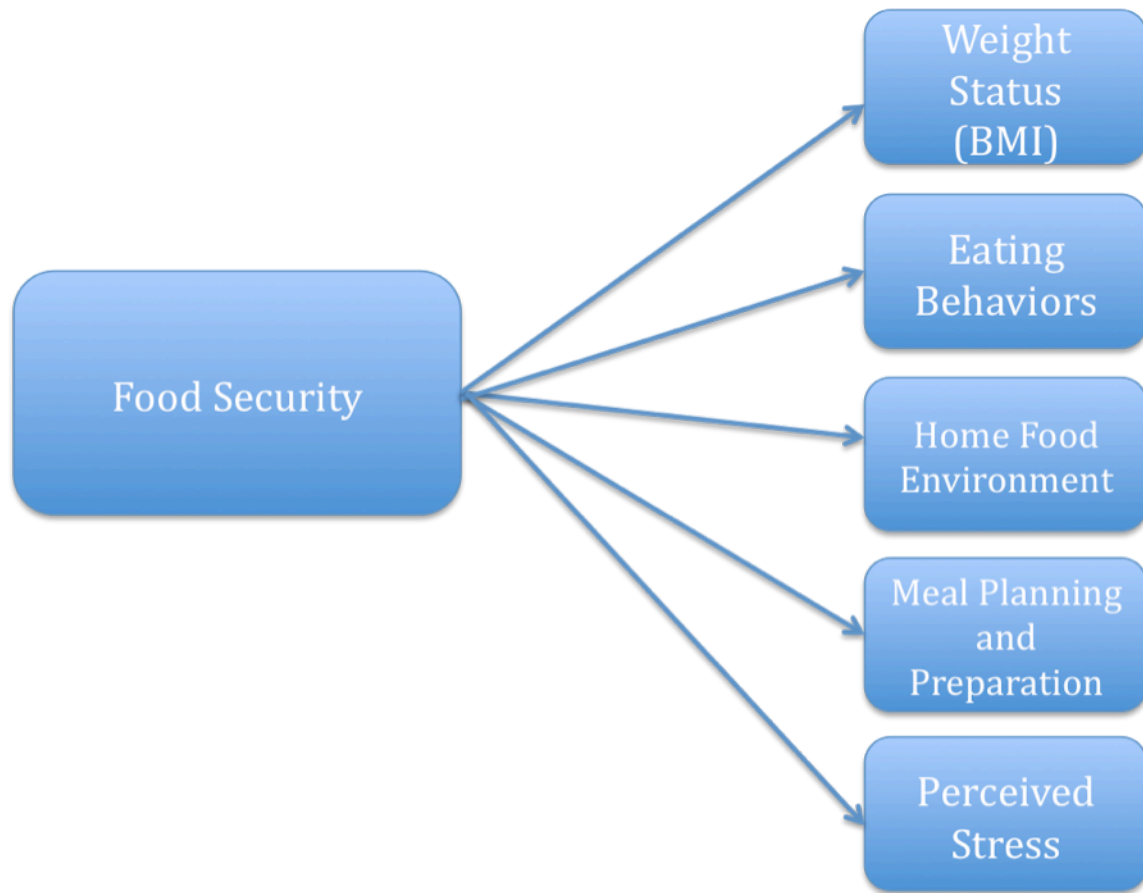 Weight
Status
(BMI)
Eating
Behaviors
Food Security
Home Food
Environment
Meal Planning
and
Preparation
Perceived
Stress